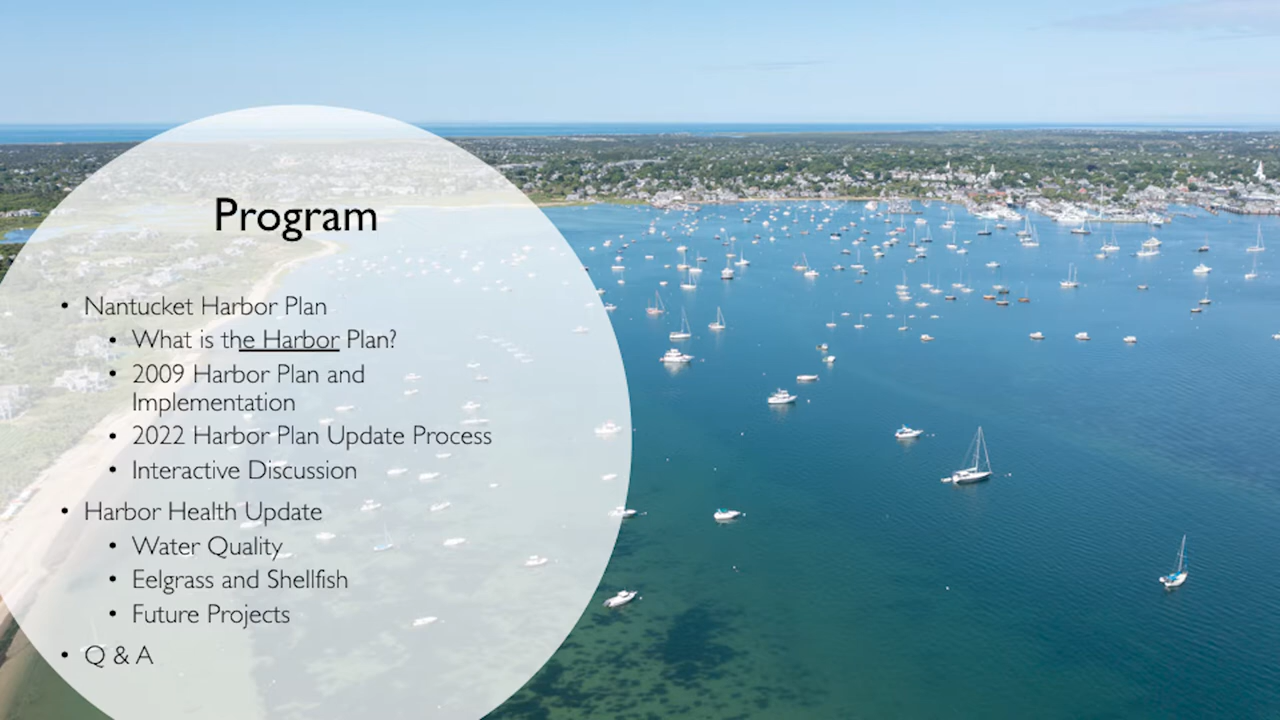 Program
• Nantucket Harbor Plan
• What is the Harbor Plan?
• 2009 Harbor Plan and
Implementation
• 2022 Harbor Plan Update Process
• Interactive Discussion
• Harbor Health Update
• Water Quality
• Eelgrass and Shellfish
• Future Projects
• Q & A